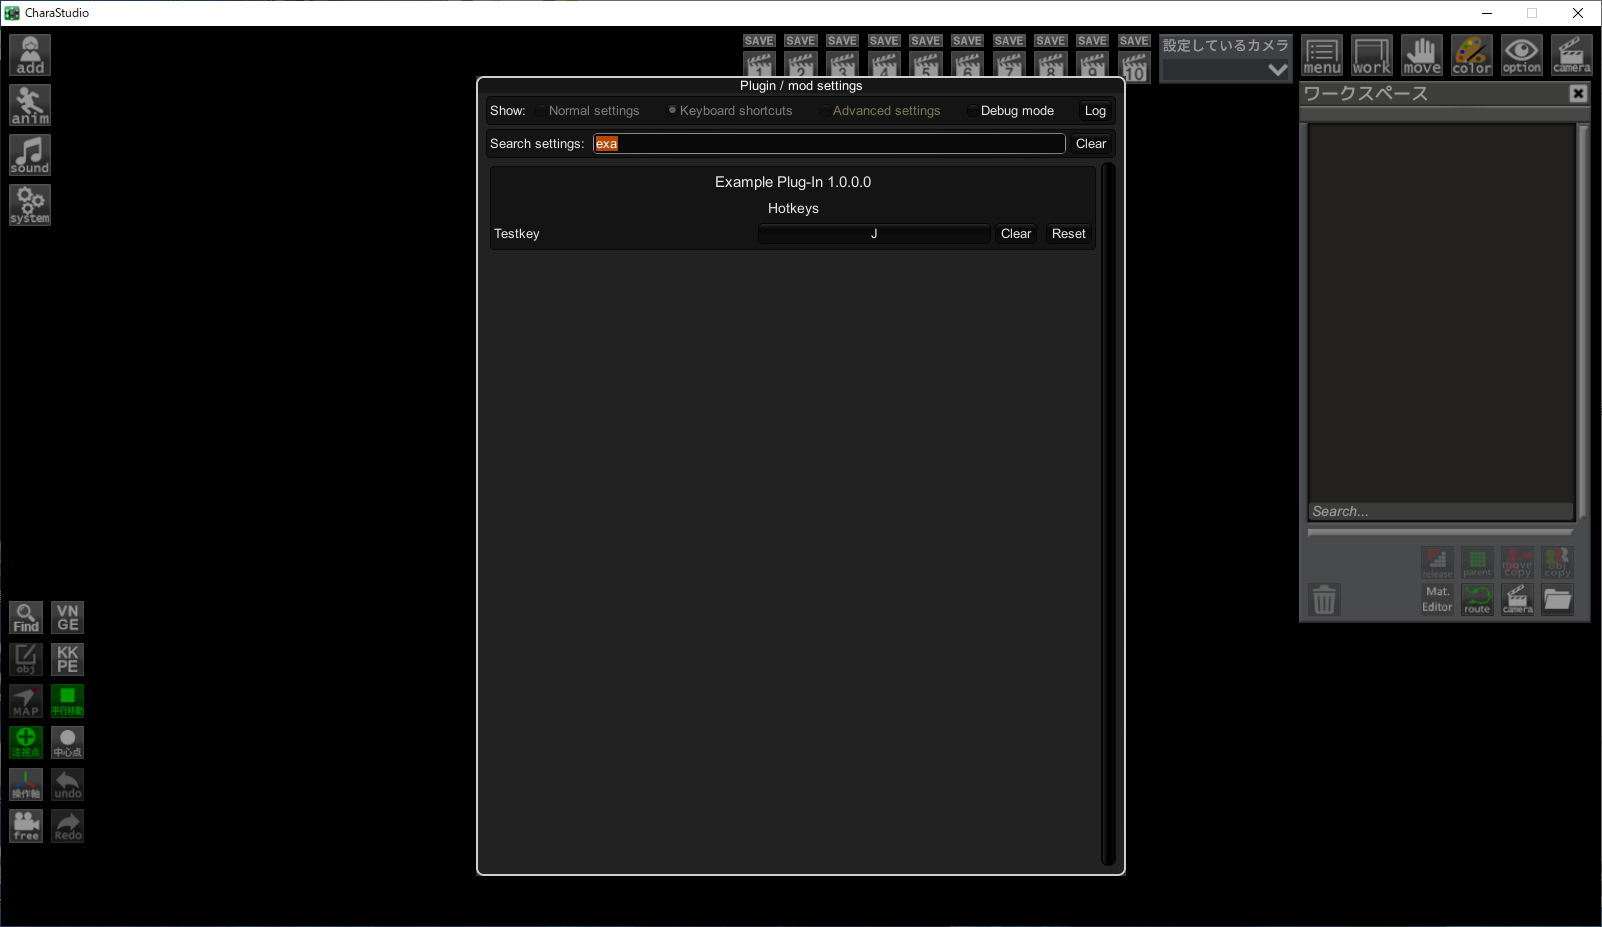 CharaStudio
add
anim
sound
system
SAVE SAVE SAVE SAVE SAVE SAVE SAVE SAVE SAVE SAVE
1 2 3 4 5 6 7 8 9 10
設定しているカメラ
menu work move color option camera
Plugin / mod settings
Show: Normal settings Keyboard shortcuts Advanced settings Debug mode Log
Search settings: exa Clear
Example Plug-In 1.0.0.0
Hotkeys
Testkey J Clear Reset
ワークスペース
Search...
release parent move copy obj copy
Mat. Editor route camera
Find VN GE
obj KK PE
MAP 平行移動
注視点 中心点
操作軸 undo
free Redo